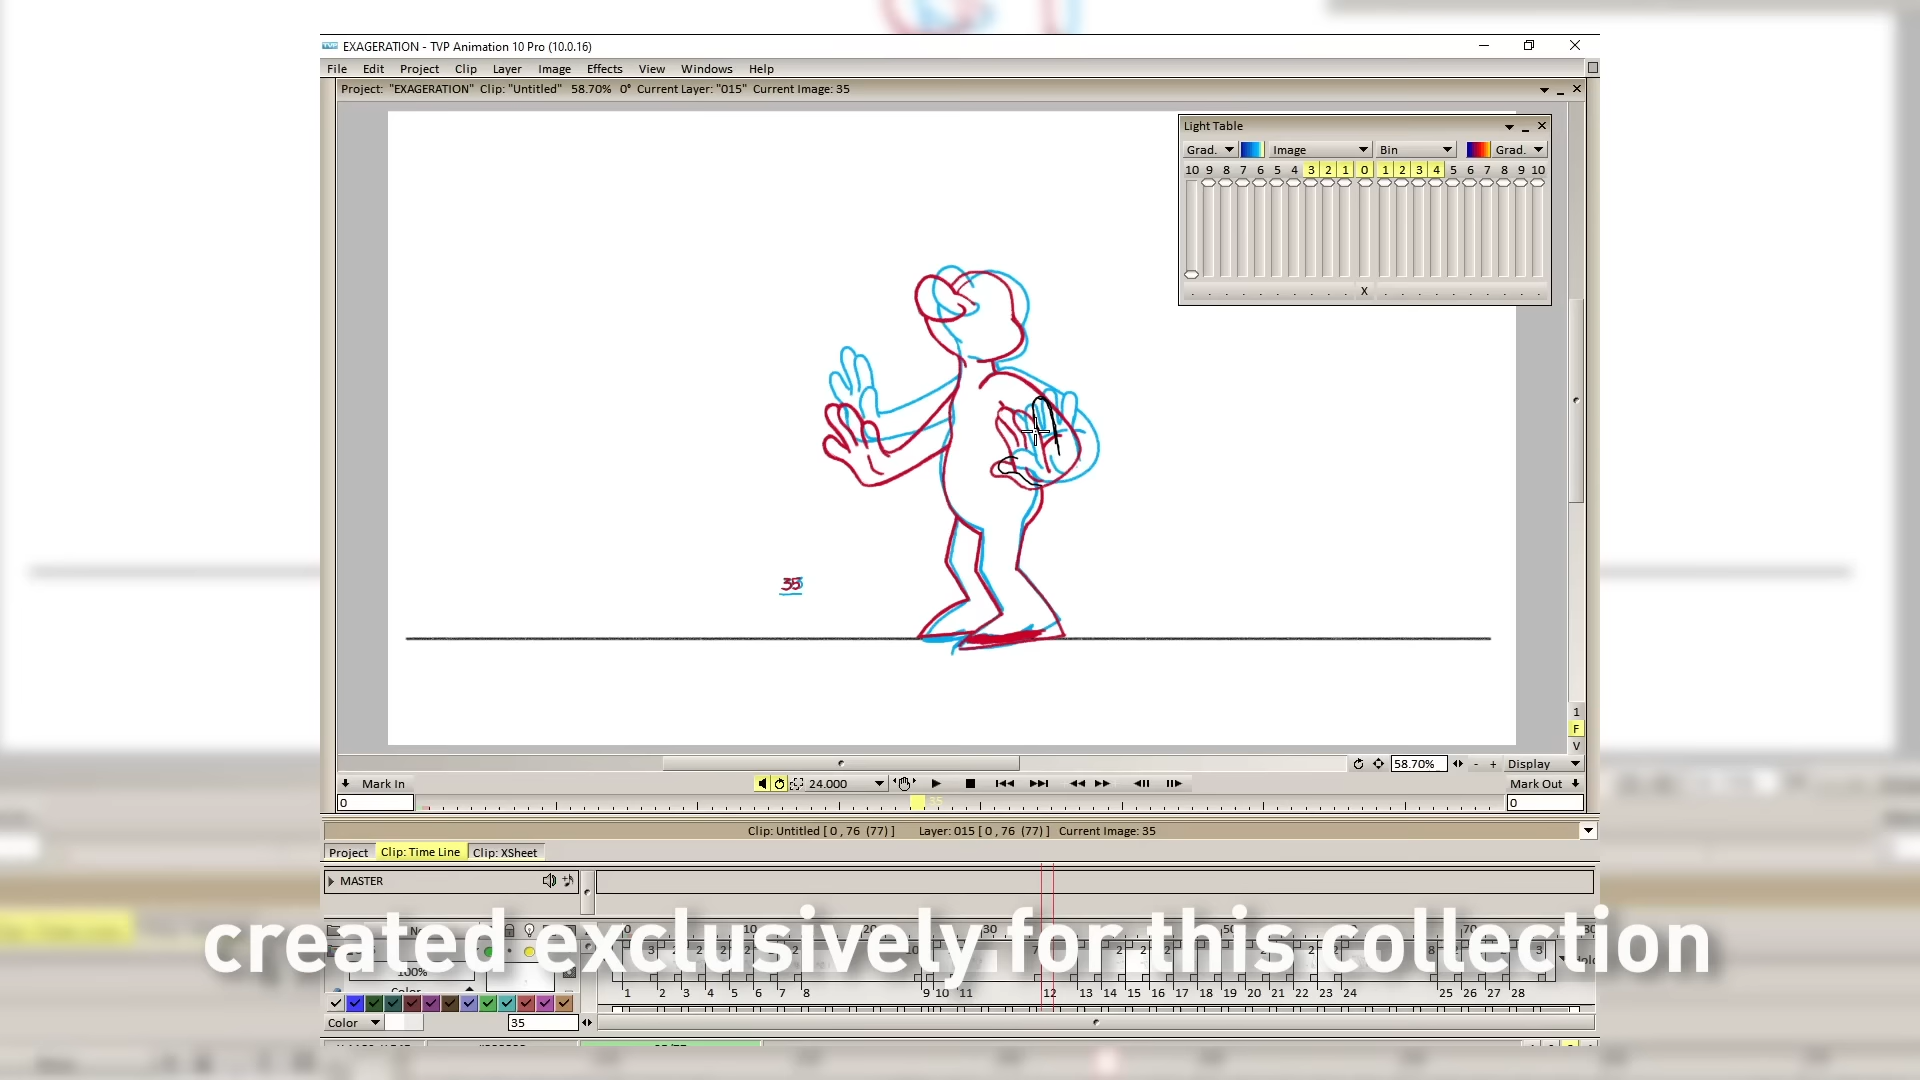 EXAGERATION - TVP Animation 10 Pro (10.0.16)
File Edit Project Clip Layer Image Effects View Windows Help
Project: "EXAGERATION" Clip: "Untitled" 58.70% 0° Current Layer: "015" Current Image: 35
Light Table
Grad. Image Bin Grad.
10 9 8 7 6 5 4 3 2 1 0 1 2 3 4 5 6 7 8 9 10
X
1
F
V
58.70% - + Display
Mark In 24.000 Mark Out
0 35 0
Clip: Untitled [ 0 , 76 (77) ] Layer: 015 [ 0 , 76 (77) ] Current Image: 35
Project Clip: Time Line Clip: XSheet
MASTER
created exclusively for this collection
100%
Color
1 2 3 4 5 6 7 8 9 10 11 12 13 14 15 16 17 18 19 20 21 22 23 24 25 26 27 28
Color 35